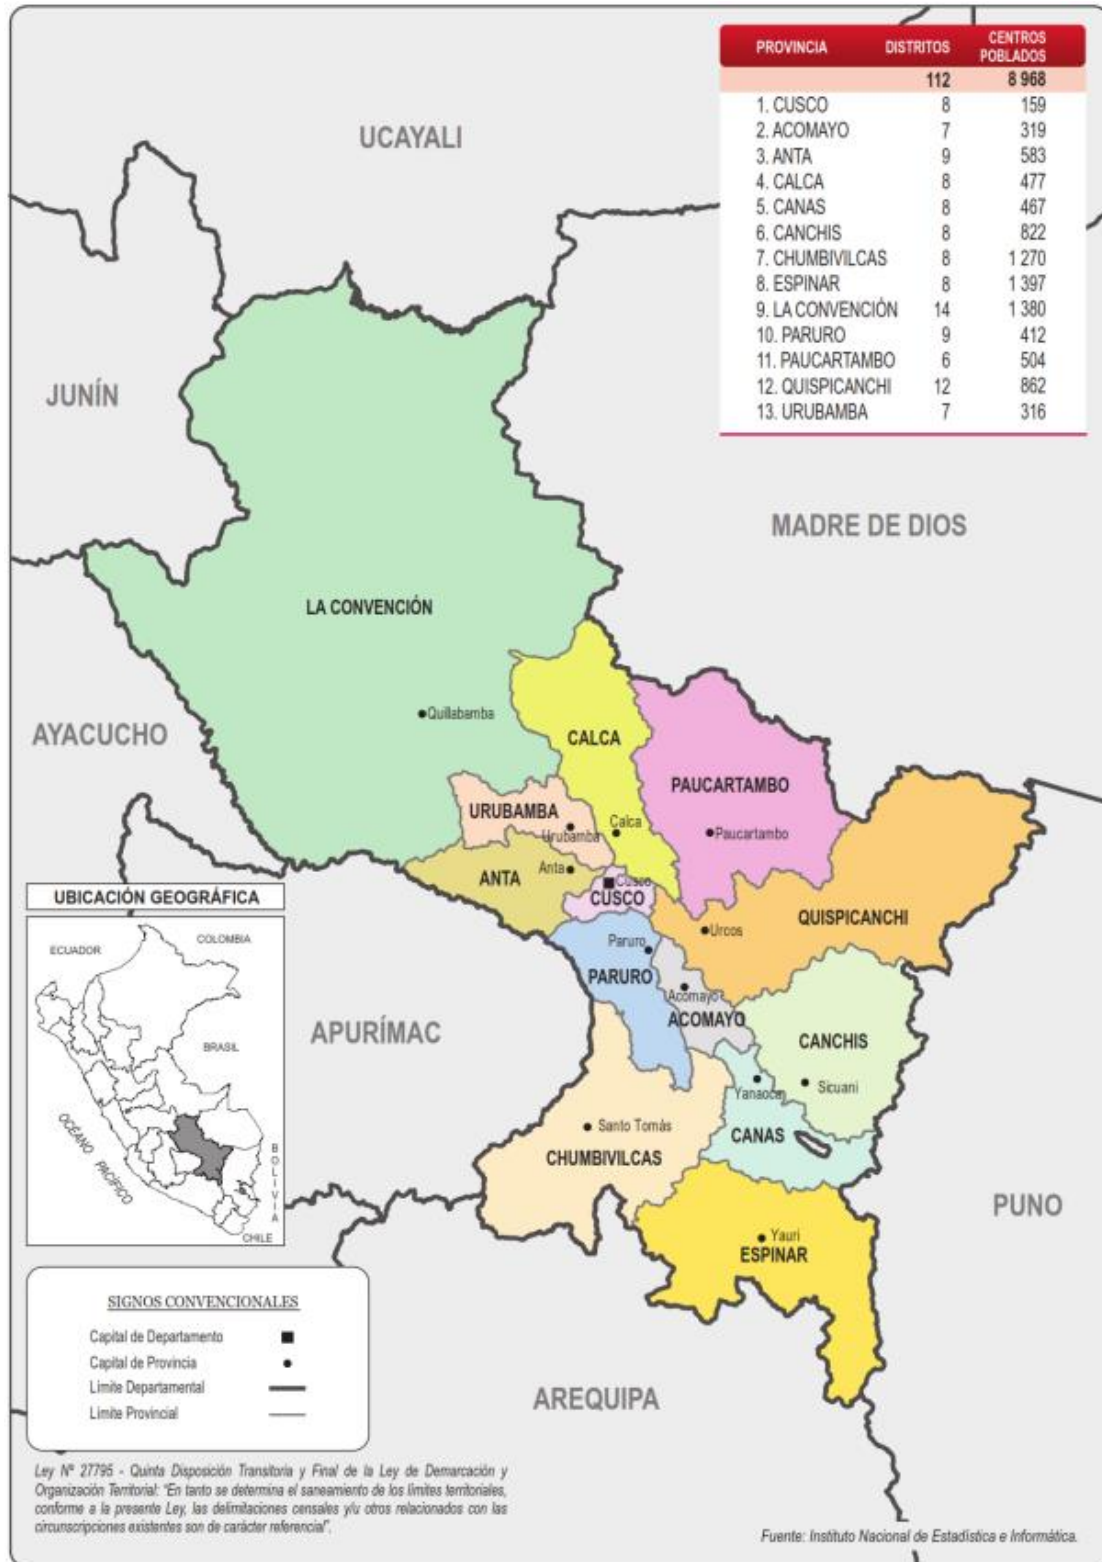 PROVINCIA DISTRITOS CENTROS POBLADOS
112 8 968
1. CUSCO 8 159
2. ACOMAYO 7 319
3. ANTA 9 583
4. CALCA 8 477
5. CANAS 8 467
6. CANCHIS 8 822
7. CHUMBIVILCAS 8 1 270
8. ESPINAR 8 1 397
9. LA CONVENCIÓN 14 1 380
10. PARURO 9 412
11. PAUCARTAMBO 6 504
12. QUISPICANCHI 12 862
13. URUBAMBA 7 316
UCAYALI
JUNÍN
MADRE DE DIOS
LA CONVENCIÓN
Quillabamba
AYACUCHO
CALCA
PAUCARTAMBO
URUBAMBA
Urubamba
Calca
Paucartambo
Anta
ANTA
Cusco
CUSCO
QUISPICANCHI
Urcos
Paruro
PARURO
Acomayo
ACOMAYO
APURÍMAC
CANCHIS
Sicuani
Yanaoca
CANAS
Santo Tomás
CHUMBIVILCAS
PUNO
Yauri
ESPINAR
AREQUIPA
UBICACIÓN GEOGRÁFICA
ECUADOR
COLOMBIA
BRASIL
OCÉANO PACÍFICO
BOLIVIA
CHILE
SIGNOS CONVENCIONALES
Capital de Departamento
Capital de Provincia
Límite Departamental
Límite Provincial
Ley Nº 27795 - Quinta Disposición Transitoria y Final de la Ley de Demarcación y
Organización Territorial: "En tanto se determina el saneamiento de los límites territoriales,
conforme a la presente Ley, las delimitaciones censales y/u otros relacionados con las
circunscripciones existentes son de carácter referencial".
Fuente: Instituto Nacional de Estadística e Informática.